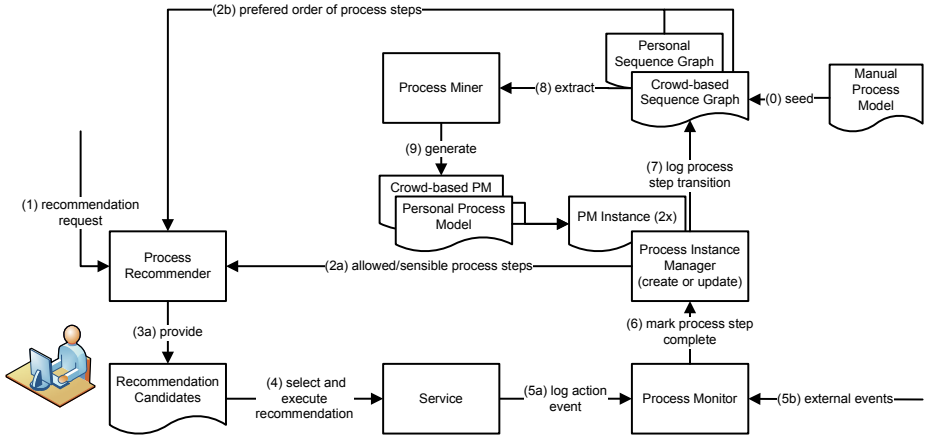 (2b) prefered order of process steps
Personal
Sequence Graph
Crowd-based
Sequence Graph
Manual
Process
Model
(0) seed
Process Miner
(8) extract
(9) generate
(7) log process
step transition
Crowd-based PM
Personal Process
Model
PM Instance (2x)
(1) recommendation
request
Process
Recommender
(2a) allowed/sensible process steps
Process Instance
Manager
(create or update)
(3a) provide
(6) mark process step
complete
Recommendation
Candidates
(4) select and
execute
recommendation
Service
(5a) log action
event
Process Monitor
(5b) external events